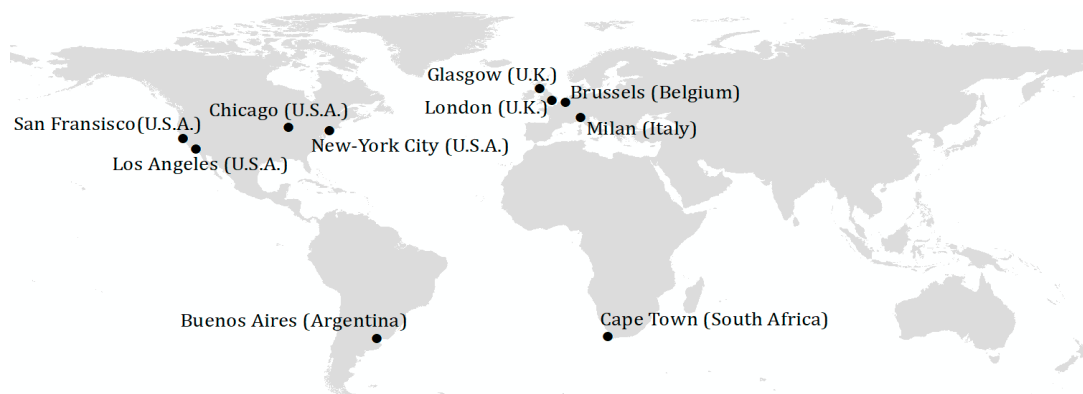 Glasgow (U.K.)
London (U.K.)
Brussels (Belgium)
Chicago (U.S.A.)
San Fransisco(U.S.A.)
Milan (Italy)
New-York City (U.S.A.)
Los Angeles (U.S.A.)
Buenos Aires (Argentina)
Cape Town (South Africa)